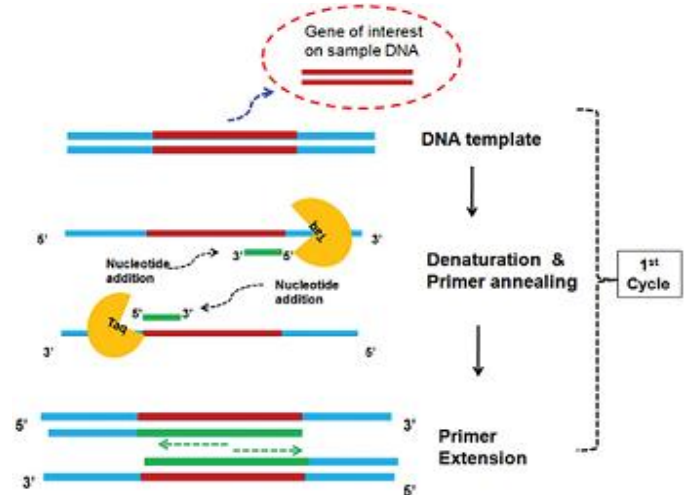 Gene of interest
on sample DNA
DNA template
5'
Taq
3'
3'
5'
Nucleotide
addition
Denaturation &
Primer annealing
1st
Cycle
Nucleotide
addition
5'
3'
Taq
3'
5'
5'
3'
Primer
Extension
3'
5'